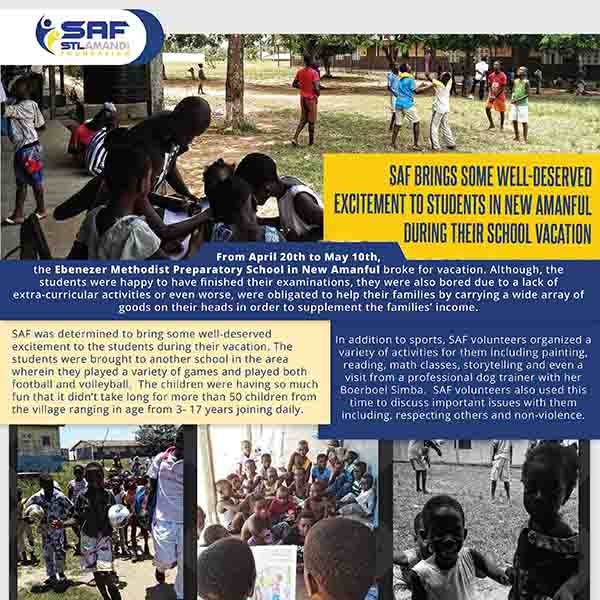 SAF
STLAMANDI
FOUNDATION
SAF BRINGS SOME WELL-DESERVED
EXCITEMENT TO STUDENTS IN NEW AMANFUL
DURING THEIR SCHOOL VACATION
From April 20th to May 10th,
the Ebenezer Methodist Preparatory School in New Amanful broke for vacation. Although, the
students were happy to have finished their examinations, they were also bored due to a lack of
extra-curricular activities or even worse, were obligated to help their families by carrying a wide array of
goods on their heads in order to supplement the families' income.
SAF was determined to bring some well-deserved
excitement to the students during their vacation. The
students were brought to another school in the area
wherein they played a variety of games and played both
football and volleyball. The children were having so much
fun that it didn't take long for more than 50 children from
the village ranging in age from 3- 17 years joining daily.
In addition to sports, SAF volunteers organized a
variety of activities for them including painting,
reading, math classes, storytelling and even a
visit from a professional dog trainer with her
Boerboel Simba. SAF volunteers also used this
time to discuss important issues with them
including, respecting others and non-violence.